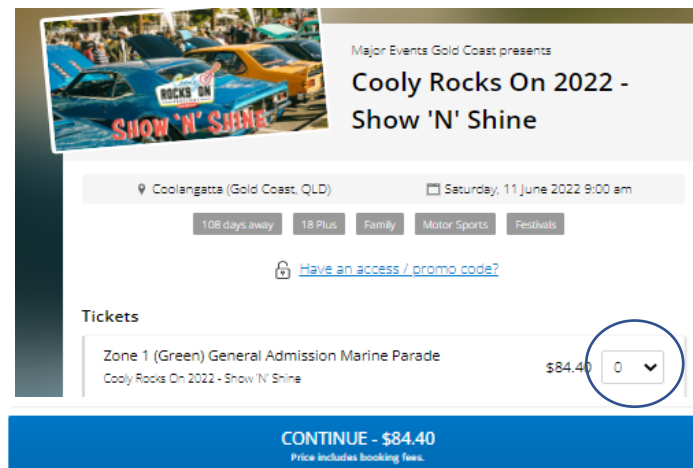 Major Events Gold Coast presents
Cooly Rocks On 2022 -
Show 'N' Shine
ROCKS ON
FESTIVAL
SHOW 'N' SHINE
Coolangatta (Gold Coast, QLD)
Saturday, 11 June 2022 9:00 am
108 days away
18 Plus
Family
Motor Sports
Festivals
Have an access / promo code?
Tickets
Zone 1 (Green) General Admission Marine Parade
Cooly Rocks On 2022 - Show 'N' Shine
$84.40
0
CONTINUE - $84.40
Price includes booking fees.